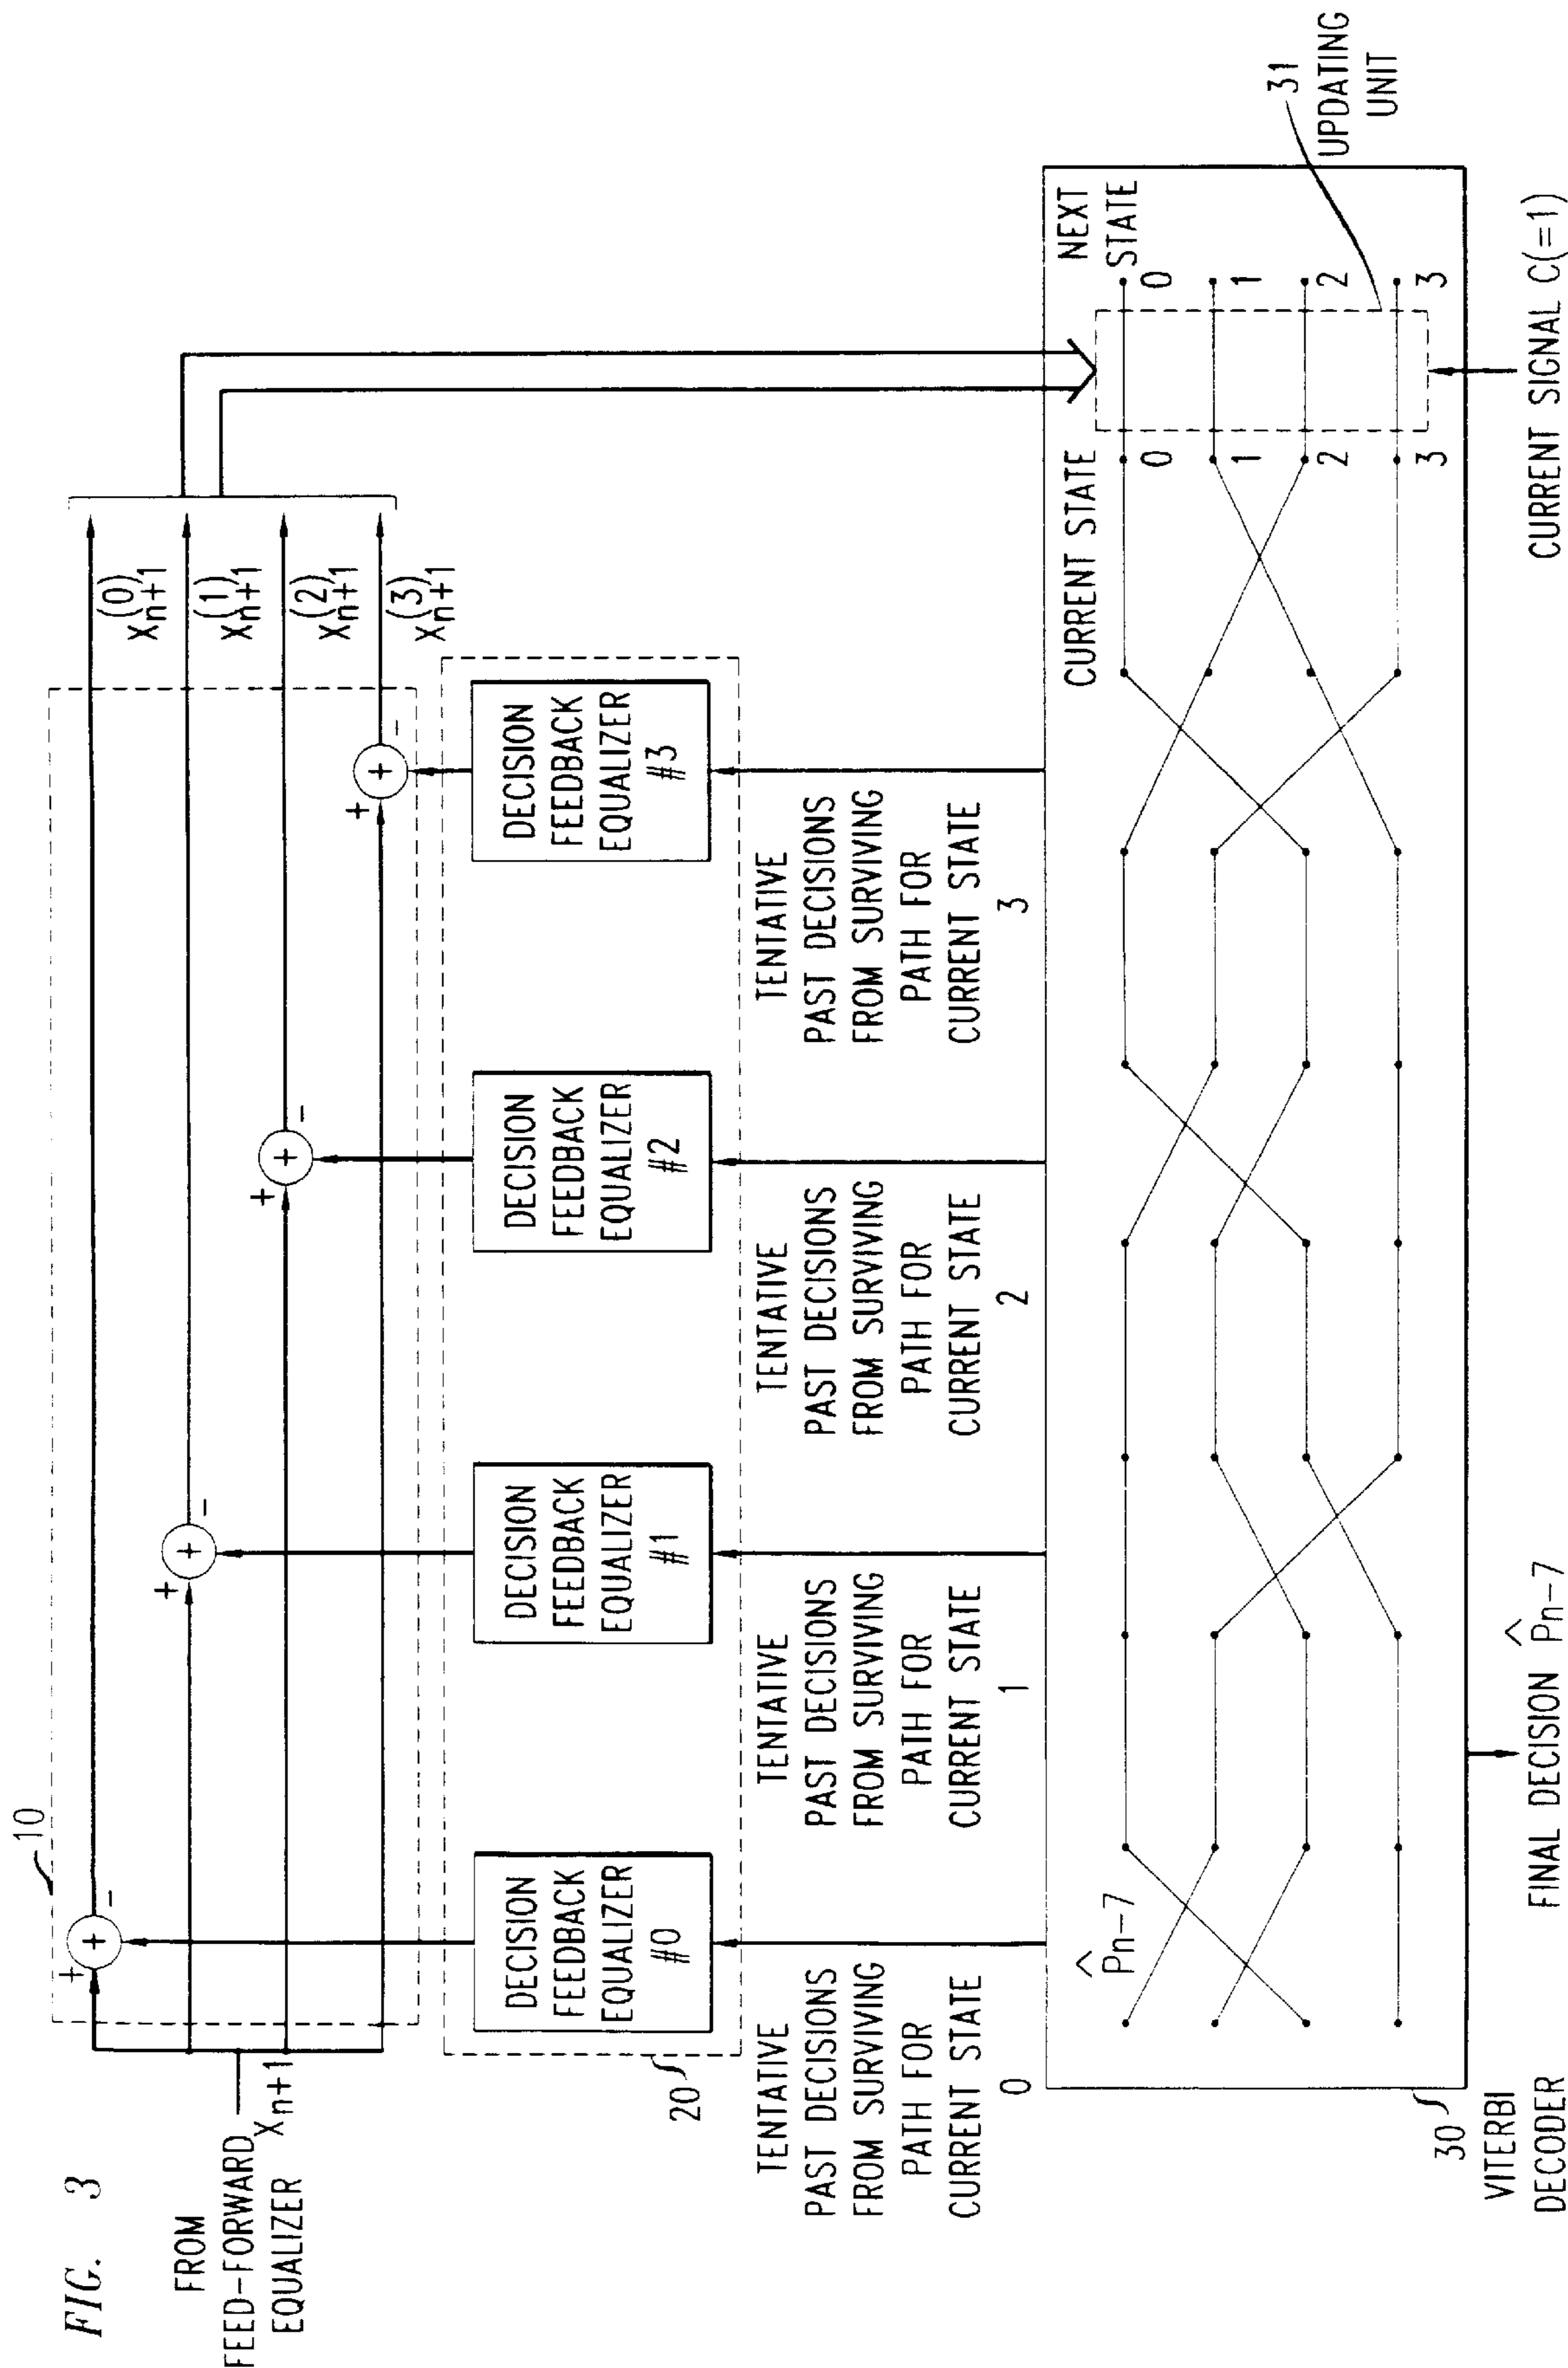 FIG. 3
FROM
FEED-FORWARD
EQUALIZER
X_{n+1}
10
+
+
-
+
+
-
+
+
-
+
+
-
X_{n+1}^{(0)}
X_{n+1}^{(1)}
X_{n+1}^{(2)}
X_{n+1}^{(3)}
20
DECISION
FEEDBACK
EQUALIZER
#0
DECISION
FEEDBACK
EQUALIZER
#1
DECISION
FEEDBACK
EQUALIZER
#2
DECISION
FEEDBACK
EQUALIZER
#3
TENTATIVE
PAST DECISIONS
FROM SURVIVING
PATH FOR
CURRENT STATE
0
TENTATIVE
PAST DECISIONS
FROM SURVIVING
PATH FOR
CURRENT STATE
1
TENTATIVE
PAST DECISIONS
FROM SURVIVING
PATH FOR
CURRENT STATE
2
TENTATIVE
PAST DECISIONS
FROM SURVIVING
PATH FOR
CURRENT STATE
3
30
VITERBI
DECODER
P̂n-7
CURRENT STATE
0
1
2
3
NEXT
STATE
0
1
2
3
31
UPDATING
UNIT
FINAL DECISION P̂n-7
CURRENT SIGNAL C(=1)